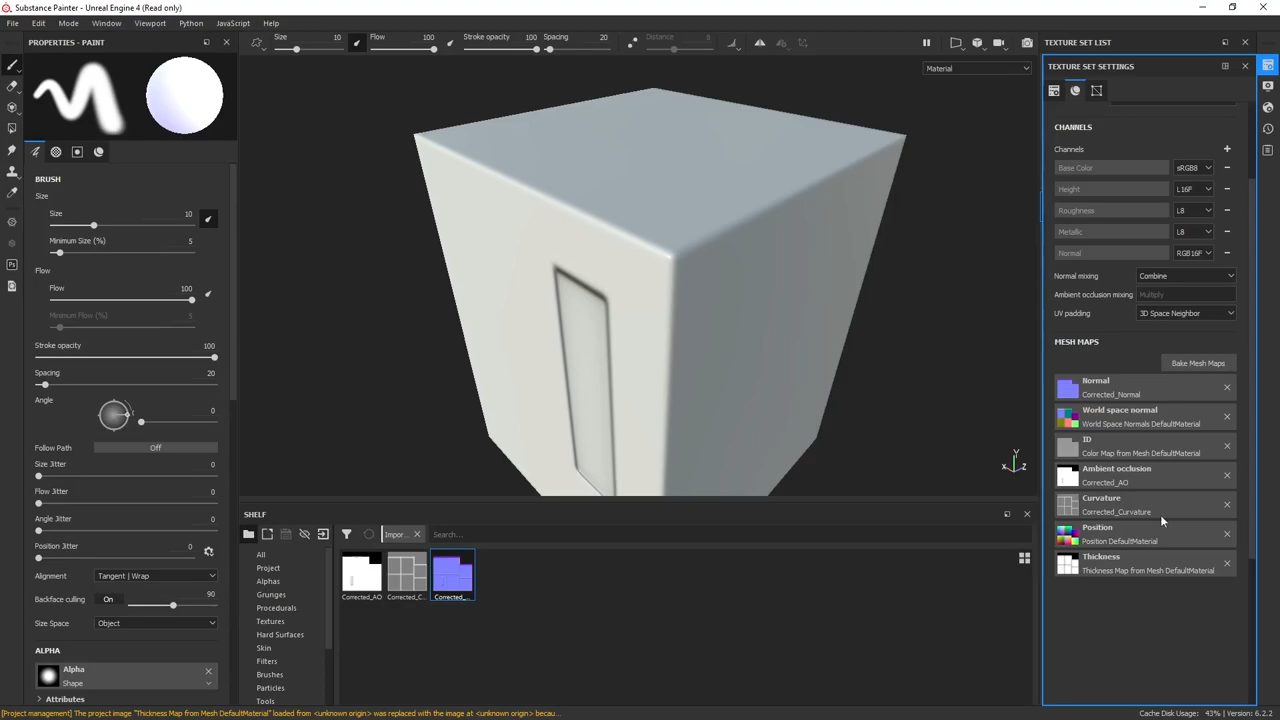 Substance Painter - Unreal Engine 4 (Read only)
File Edit Mode Window Viewport Python JavaScript Help
PROPERTIES - PAINT
Size 10 Flow 100 Stroke opacity 100 Spacing 20 Distance 8
TEXTURE SET LIST
Material
TEXTURE SET SETTINGS
CHANNELS
Channels
Base Color sRGB8
Height L16F
Roughness L8
Metallic L8
Normal RGB16F
Normal mixing Combine
Ambient occlusion mixing Multiply
UV padding 3D Space Neighbor
MESH MAPS
Bake Mesh Maps
Normal
Corrected_Normal
World space normal
World Space Normals DefaultMaterial
ID
Color Map from Mesh DefaultMaterial
Ambient occlusion
Corrected_AO
Curvature
Corrected_Curvature
Position
Position DefaultMaterial
Thickness
Thickness Map from Mesh DefaultMaterial
BRUSH
Size
Size 10
Minimum Size (%) 5
Flow
Flow 100
Minimum Flow (%) 5
Stroke opacity 100
Spacing 20
Angle
0
Follow Path Off
Size Jitter 0
Flow Jitter 0
Angle Jitter 0
Position Jitter 0
Alignment Tangent | Wrap
Backface culling On 90
Size Space Object
ALPHA
Alpha
Shape
Attributes
Ps
Y
X Z
SHELF
Impor...
Search...
All
Project
Alphas
Grunges
Procedurals
Textures
Hard Surfaces
Skin
Filters
Brushes
Particles
Tools
Corrected_AO Corrected_C... Corrected_...
[Project management] The project image "Thickness Map from Mesh DefaultMaterial" loaded from <unknown origin> was replaced with the image at <unknown origin> becau...
Cache Disk Usage: 43% | Version: 6.2.2